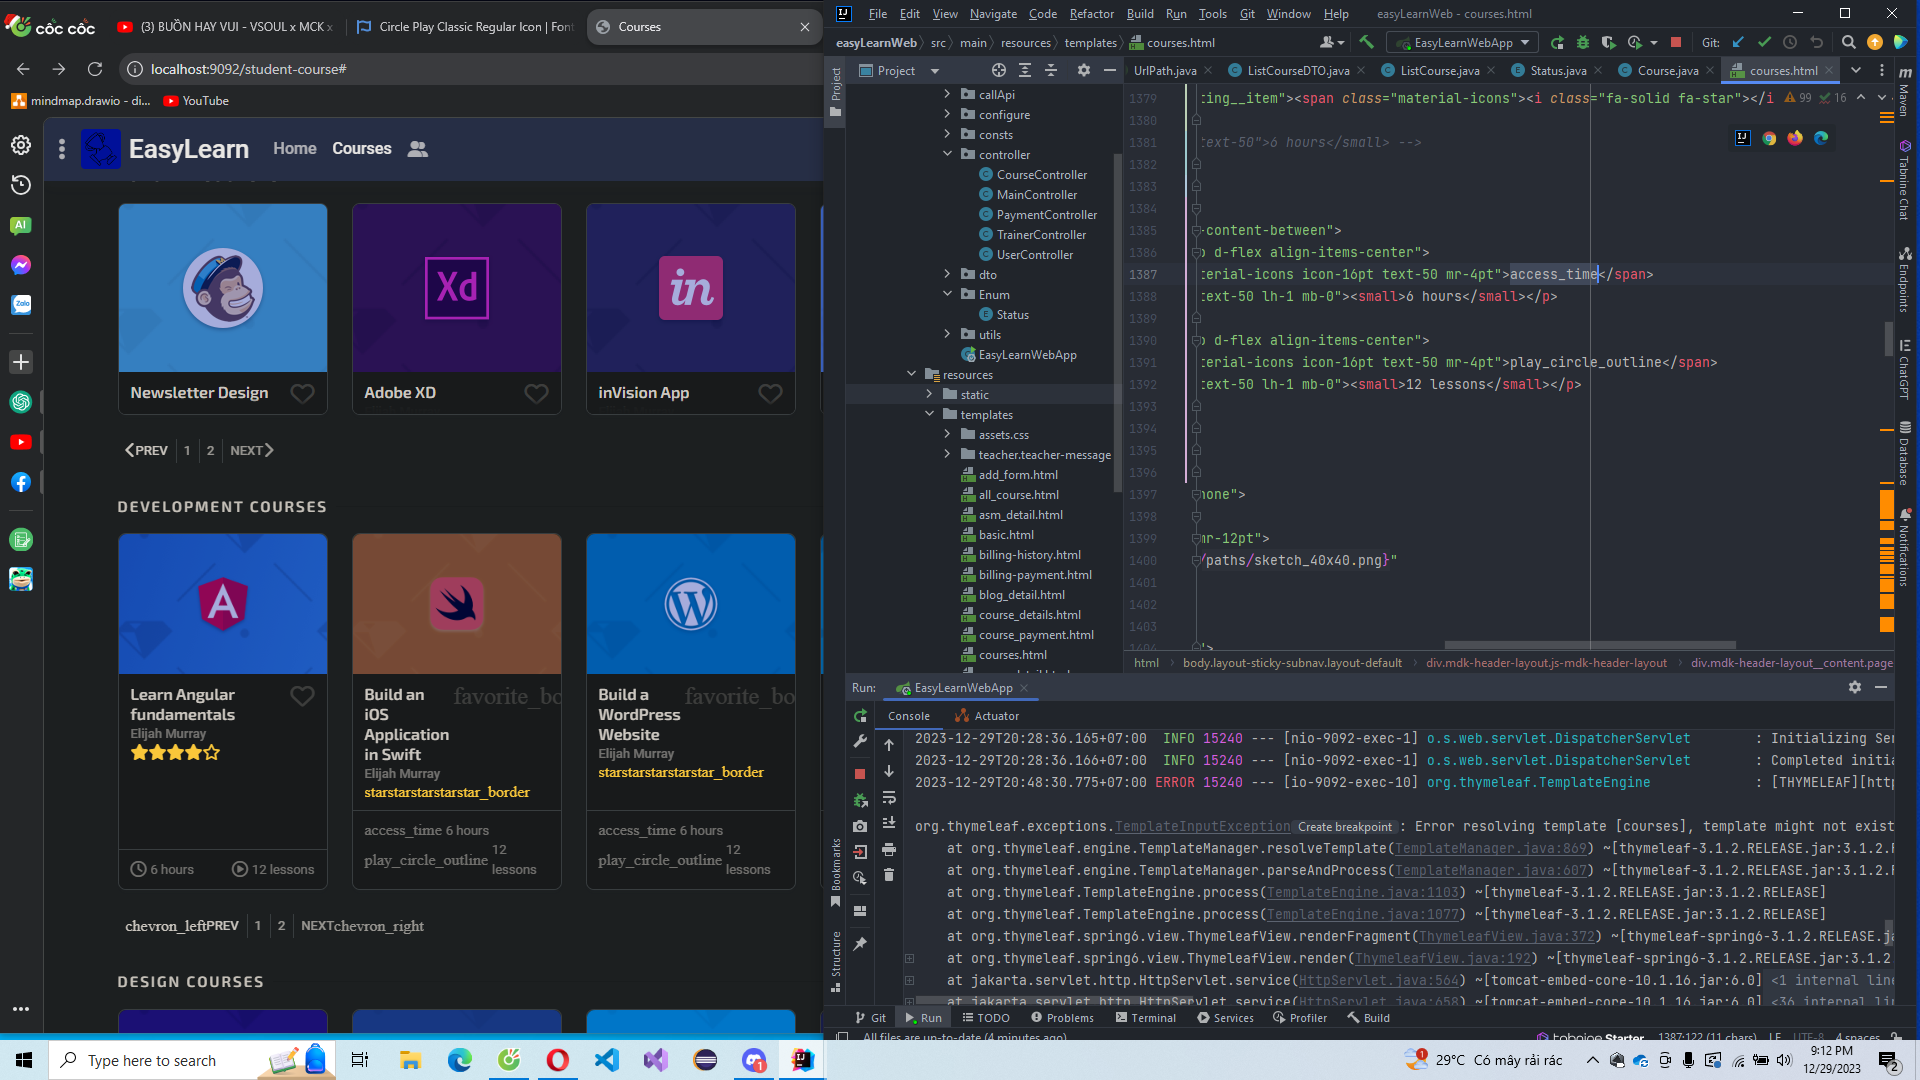 cốc cốc
(3) BUỒN HAY VUI - VSOUL x MCK x
Circle Play Classic Regular Icon | Font
Courses
localhost:9092/student-course#
mindmap.drawio - di...
YouTube
EasyLearn
Home
Courses
Newsletter Design
Adobe XD
inVision App
PREV
1
2
NEXT
DEVELOPMENT COURSES
Learn Angular
fundamentals
Elijah Murray
6 hours
12 lessons
Build an
iOS
Application
in Swift
favorite_bo
Elijah Murray
starstarstarstarstar_border
access_time 6 hours
play_circle_outline
12
lessons
Build a
WordPress
Website
favorite_bo
Elijah Murray
starstarstarstarstar_border
access_time 6 hours
play_circle_outline
12
lessons
chevron_leftPREV
1
2
NEXTchevron_right
DESIGN COURSES
File Edit View Navigate Code Refactor Build Run Tools Git Window Help
easyLearnWeb - courses.html
easyLearnWeb
src
main
resources
templates
courses.html
EasyLearnWebApp
Git:
Project
UrlPath.java
ListCourseDTO.java
ListCourse.java
Status.java
Course.java
courses.html
callApi
configure
consts
controller
CourseController
MainController
PaymentController
TrainerController
UserController
dto
Enum
Status
utils
EasyLearnWebApp
resources
static
templates
assets.css
teacher.teacher-message
add_form.html
all_course.html
asm_detail.html
basic.html
billing-history.html
billing-payment.html
blog_detail.html
course_details.html
course_payment.html
courses.html
1379 ting__item"><span class="material-icons"><i class="fa-solid fa-star"></i
99 16
1380
1381 text-50">6 hours</small> -->
1382
1383
1384
1385 -content-between">
1386 o d-flex align-items-center">
1387 terial-icons icon-16pt text-50 mr-4pt">access_time</span>
1388 text-50 lh-1 mb-0"><small>6 hours</small></p>
1389
1390 o d-flex align-items-center">
1391 terial-icons icon-16pt text-50 mr-4pt">play_circle_outline</span>
1392 text-50 lh-1 mb-0"><small>12 lessons</small></p>
1393
1394
1395
1396
1397 none">
1398
1399 mr-12pt">
1400 /paths/sketch_40x40.png}"
1401
1402
1403
html
body.layout-sticky-subnav.layout-default
div.mdk-header-layout.js-mdk-header-layout
div.mdk-header-layout__content.page
Maven
Tabnine Chat
Endpoints
ChatGPT
Database
Notifications
Project
Bookmarks
Structure
Run:
EasyLearnWebApp
Console
Actuator
2023-12-29T20:28:36.165+07:00 INFO 15240 --- [nio-9092-exec-1] o.s.web.servlet.DispatcherServlet : Initializing Ser
2023-12-29T20:28:36.166+07:00 INFO 15240 --- [nio-9092-exec-1] o.s.web.servlet.DispatcherServlet : Completed initia
2023-12-29T20:48:30.775+07:00 ERROR 15240 --- [io-9092-exec-10] org.thymeleaf.TemplateEngine : [THYMELEAF][http
org.thymeleaf.exceptions.TemplateInputException Create breakpoint : Error resolving template [courses], template might not exist
at org.thymeleaf.engine.TemplateManager.resolveTemplate(TemplateManager.java:869) ~[thymeleaf-3.1.2.RELEASE.jar:3.1.2.R
at org.thymeleaf.engine.TemplateManager.parseAndProcess(TemplateManager.java:607) ~[thymeleaf-3.1.2.RELEASE.jar:3.1.2.R
at org.thymeleaf.TemplateEngine.process(TemplateEngine.java:1103) ~[thymeleaf-3.1.2.RELEASE.jar:3.1.2.RELEASE]
at org.thymeleaf.TemplateEngine.process(TemplateEngine.java:1077) ~[thymeleaf-3.1.2.RELEASE.jar:3.1.2.RELEASE]
at org.thymeleaf.spring6.view.ThymeleafView.renderFragment(ThymeleafView.java:372) ~[thymeleaf-spring6-3.1.2.RELEASE.ja
at org.thymeleaf.spring6.view.ThymeleafView.render(ThymeleafView.java:192) ~[thymeleaf-spring6-3.1.2.RELEASE.jar:3.1.2
at jakarta.servlet.http.HttpServlet.service(HttpServlet.java:564) ~[tomcat-embed-core-10.1.16.jar:6.0] <1 internal line
at jakarta.servlet.http.HttpServlet.service(HttpServlet.java:658) ~[tomcat-embed-core-10.1.16.jar:6.0] <36 internal lin
Git
Run
TODO
Problems
Terminal
Services
Profiler
Build
All files are up-to-date (4 minutes ago)
Starter
1387:122 (11 chars)
LF
UTF-8
4 spaces
Type here to search
29°C Có mây rải rác
9:12 PM
12/29/2023
2